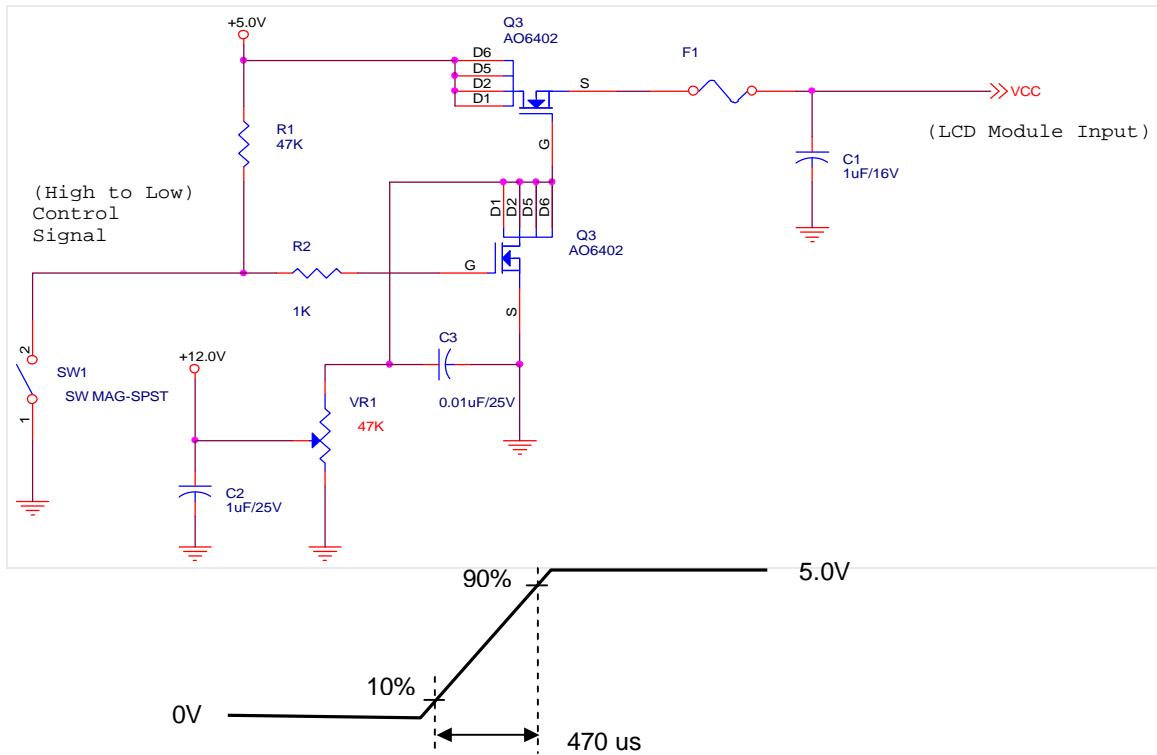 +5.0V
Q3
AO6402
D6
D5
D2
D1
S
G
F1
VCC
(LCD Module Input)
R1
47K
C1
1uF/16V
(High to Low)
Control
Signal
D1
D2
D5
D6
Q3
AO6402
R2
1K
G
S
2
SW1
SW MAG-SPST
1
+12.0V
C3
0.01uF/25V
VR1
47K
C2
1uF/25V
90%
5.0V
10%
0V
470 us